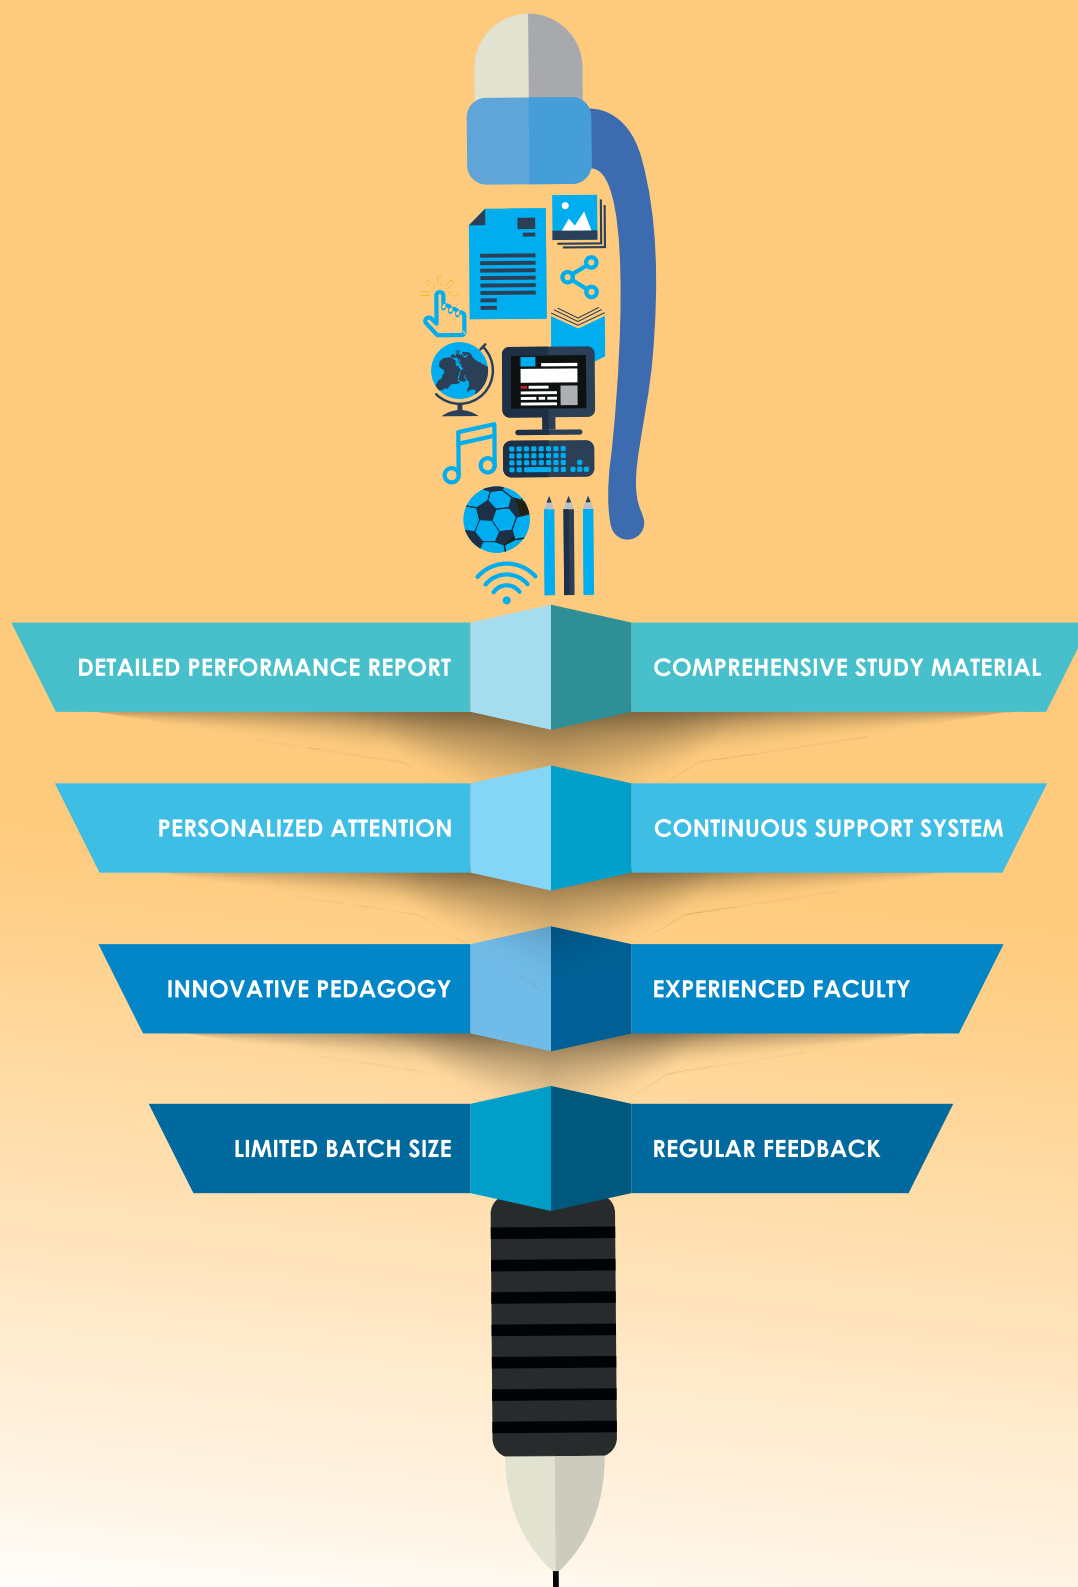 DETAILED PERFORMANCE REPORT
COMPREHENSIVE STUDY MATERIAL
PERSONALIZED ATTENTION
CONTINUOUS SUPPORT SYSTEM
INNOVATIVE PEDAGOGY
EXPERIENCED FACULTY
LIMITED BATCH SIZE
REGULAR FEEDBACK